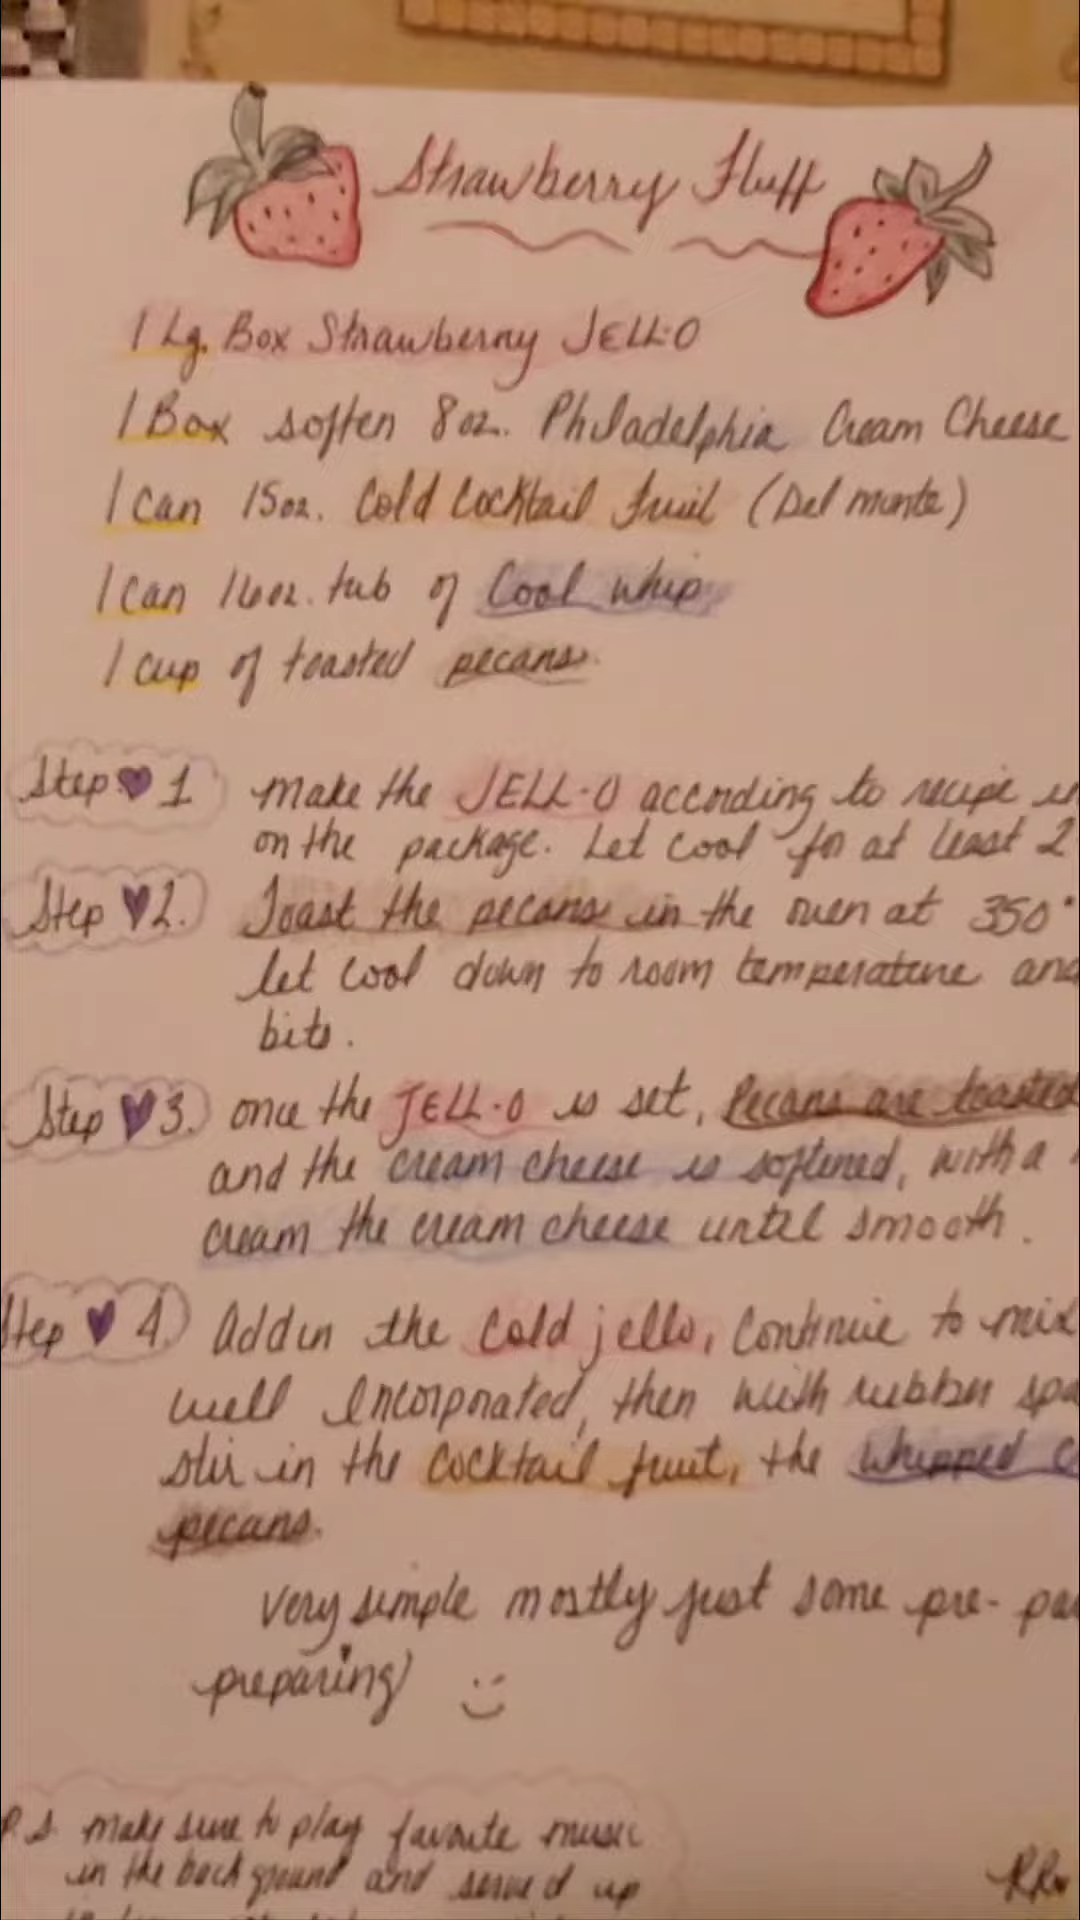 Strawberry Fluff
1 Lg. Box Strawberry JELL-O
1 Box soften 8oz. Philadelphia Cream Cheese
1 Can 15oz. Cold Cocktail Fruit (Del monte)
1 Can 16oz. tub of Cool whip
1 cup of toasted pecans.
Step 1 make the JELL-O according to recipe
on the package. Let cool for at least 2
Step 2. Toast the pecans in the oven at 350°
let cool down to room temperature and
bits.
Step 3. once the JELL-O is set, Pecans are toasted
and the cream cheese is softened, with a
cream the cream cheese until smooth.
Step 4. Add in the cold jello, Continue to mix
well Incorporated, then with rubber
stir in the cocktail fruit, the whipped
pecans.
very simple mostly just some pre-
preparing
P.S. make sure to play favorite music
in the background and served up